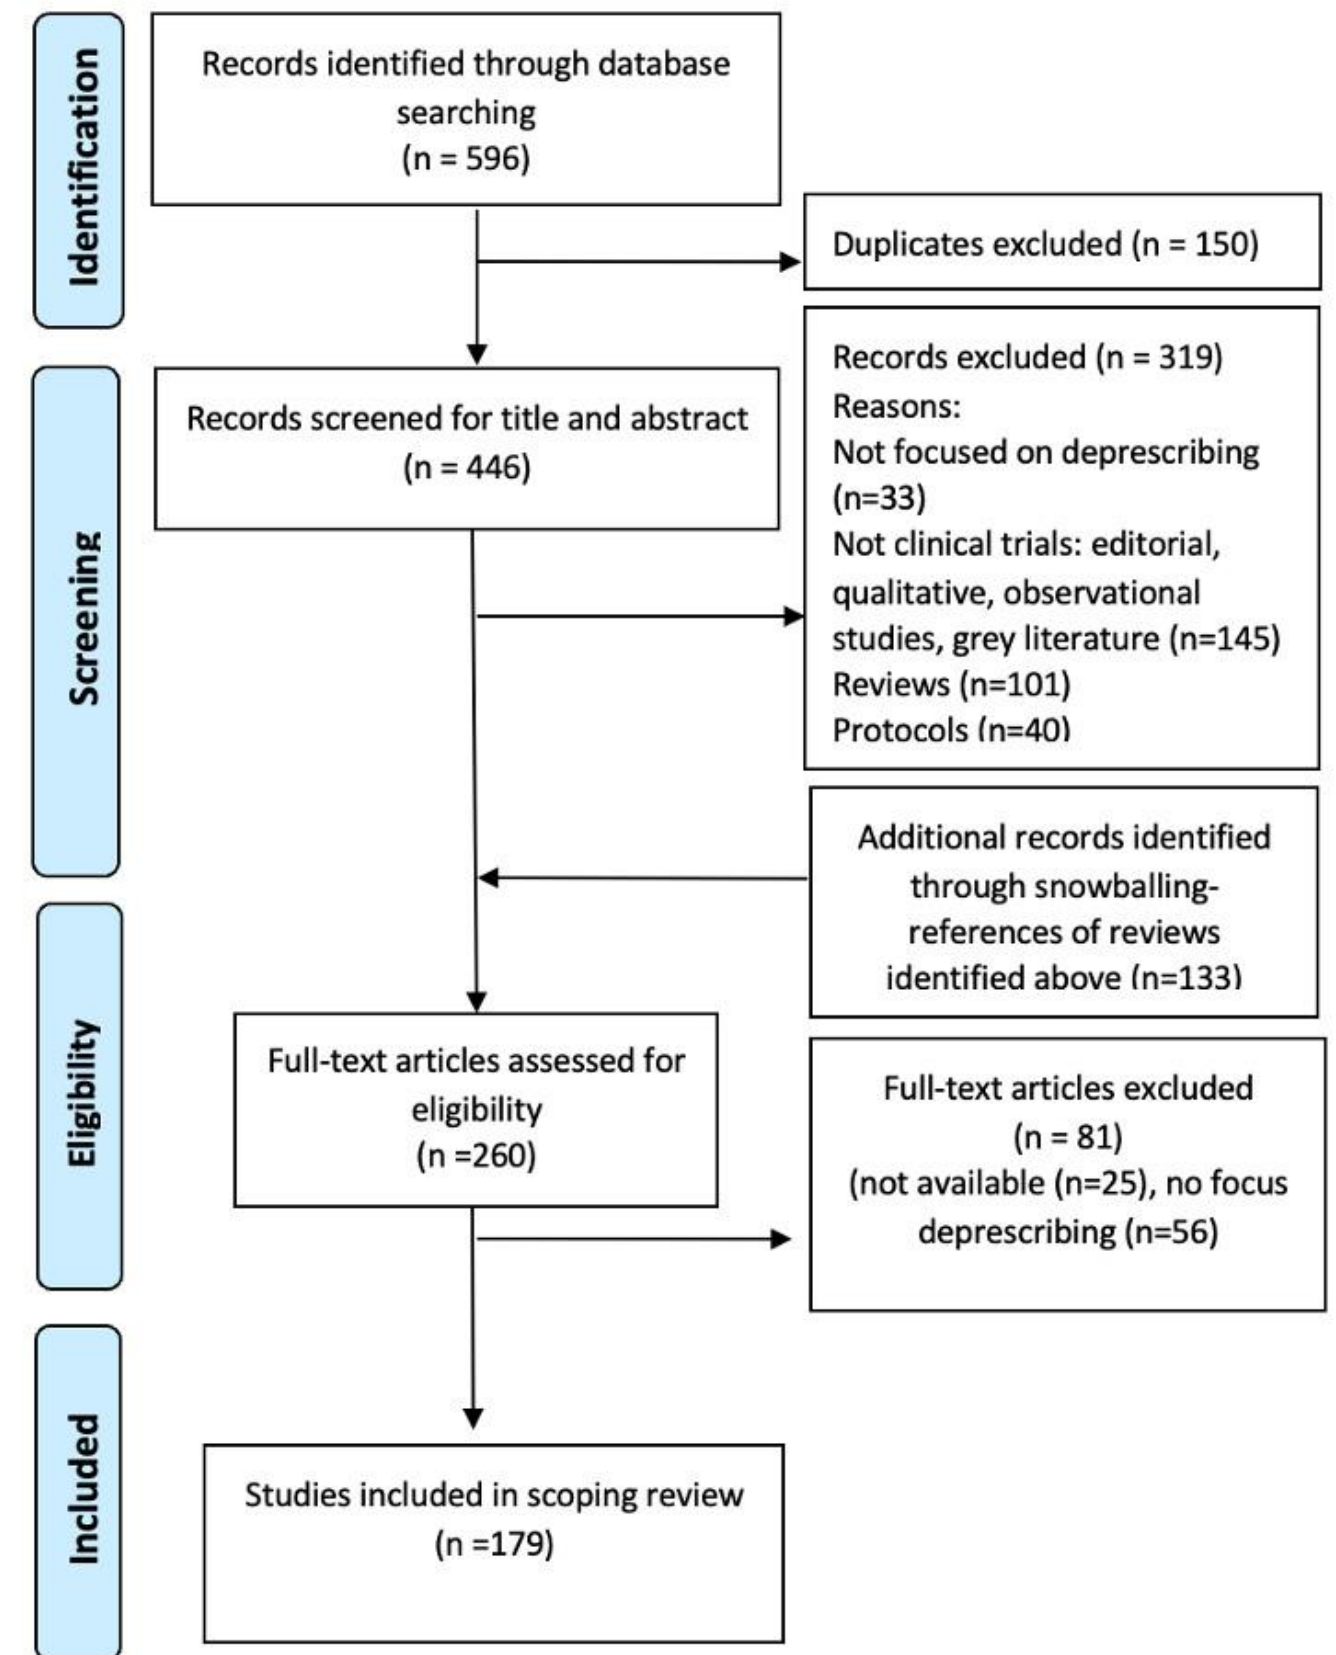 Identification
Records identified through database
searching
(n = 596)
Duplicates excluded (n = 150)
Screening
Records screened for title and abstract
(n = 446)
Records excluded (n = 319)
Reasons:
Not focused on deprescribing
(n=33)
Not clinical trials: editorial,
qualitative, observational
studies, grey literature (n=145)
Reviews (n=101)
Protocols (n=40)
Additional records identified
through snowballing-
references of reviews
identified above (n=133)
Eligibility
Full-text articles assessed for
eligibility
(n =260)
Full-text articles excluded
(n = 81)
(not available (n=25), no focus
deprescribing (n=56)
Included
Studies included in scoping review
(n =179)